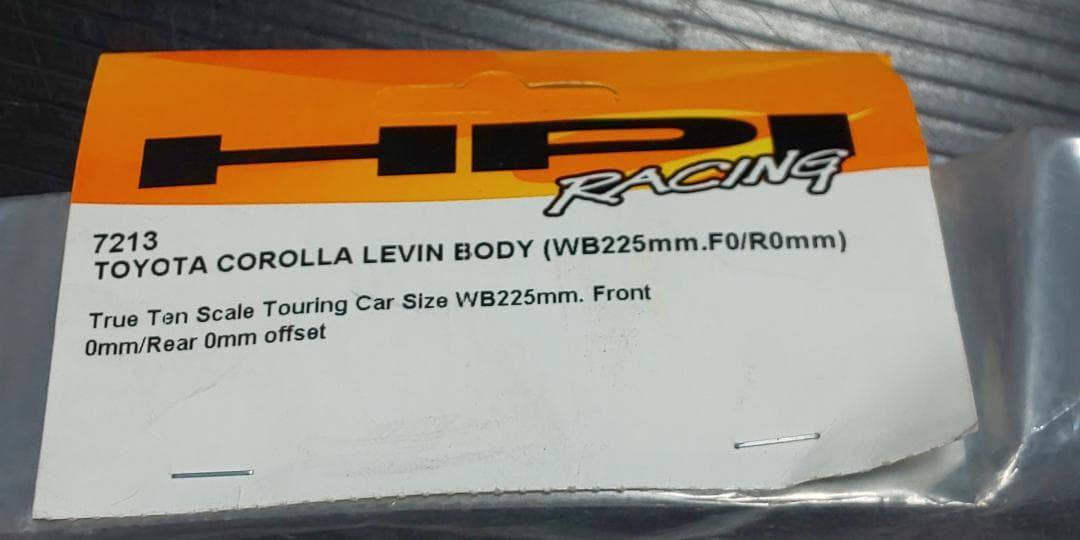 HPI
RACING
7213
TOYOTA COROLLA LEVIN BODY (WB225mm.F0/R0mm)
True Ten Scale Touring Car Size WB225mm. Front
0mm/Rear 0mm offset